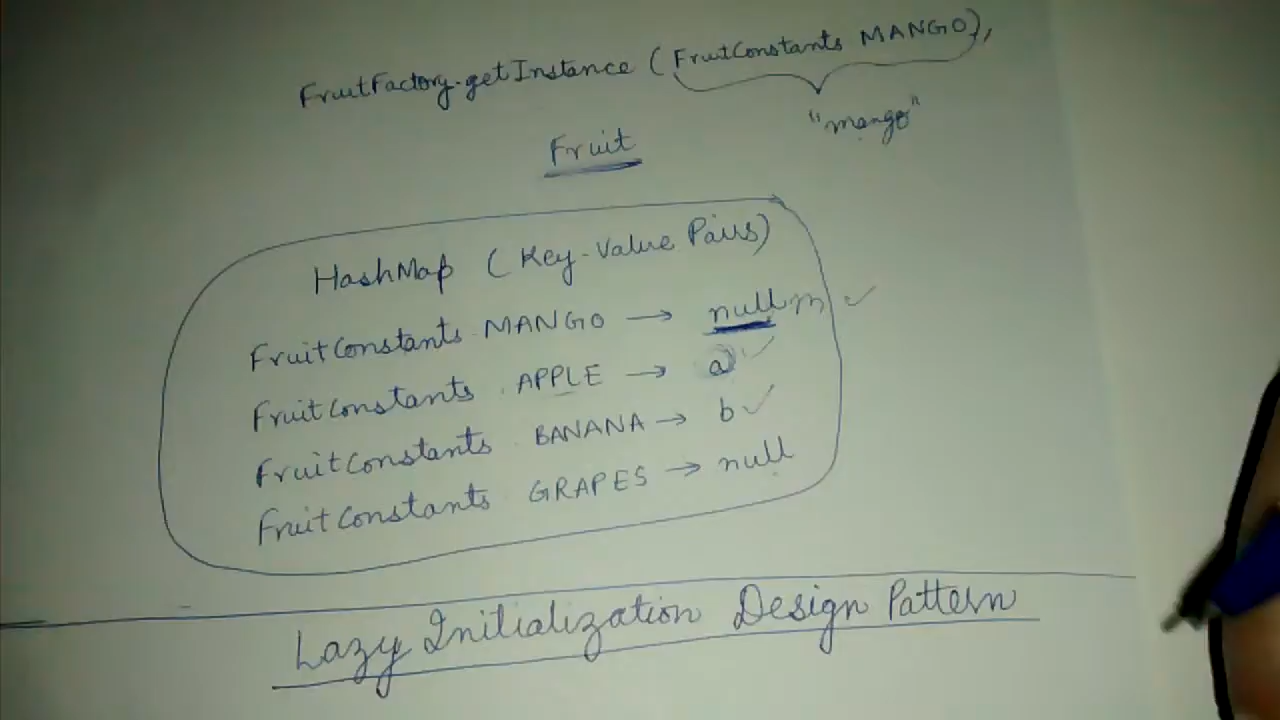 FruitFactory.getInstance (FruitConstants MANGO),
"mango"
Fruit
HashMap (Key-Value Pairs)
FruitConstants MANGO → null m ✓
FruitConstants . APPLE → a ✓
FruitConstants BANANA → b ✓
FruitConstants GRAPES → null
Lazy Initialization Design Pattern